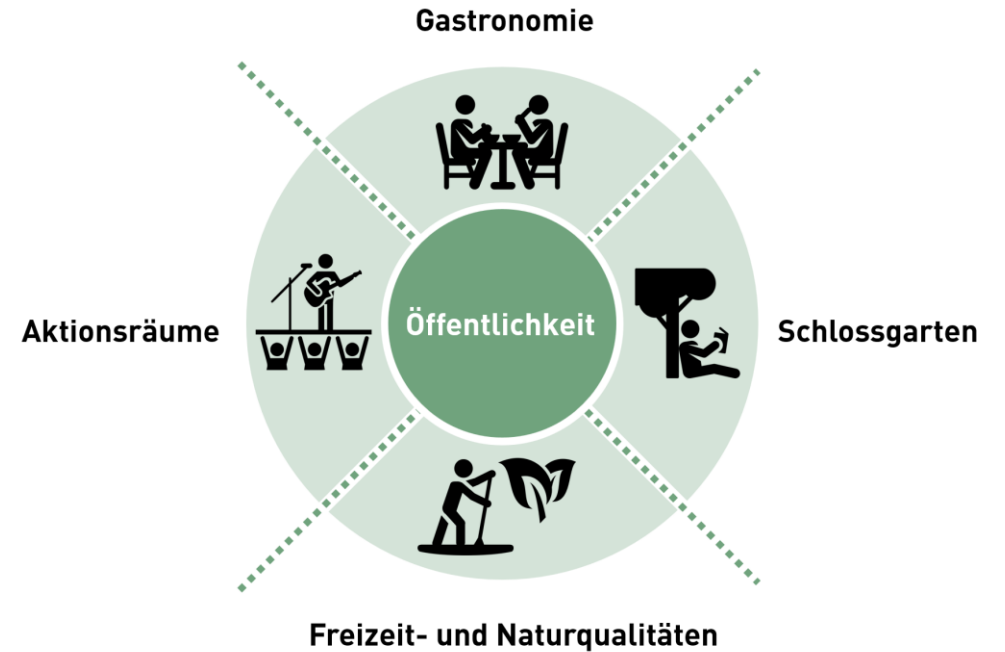 Gastronomie
Aktionsräume
Öffentlichkeit
Schlossgarten
Freizeit- und Naturqualitäten